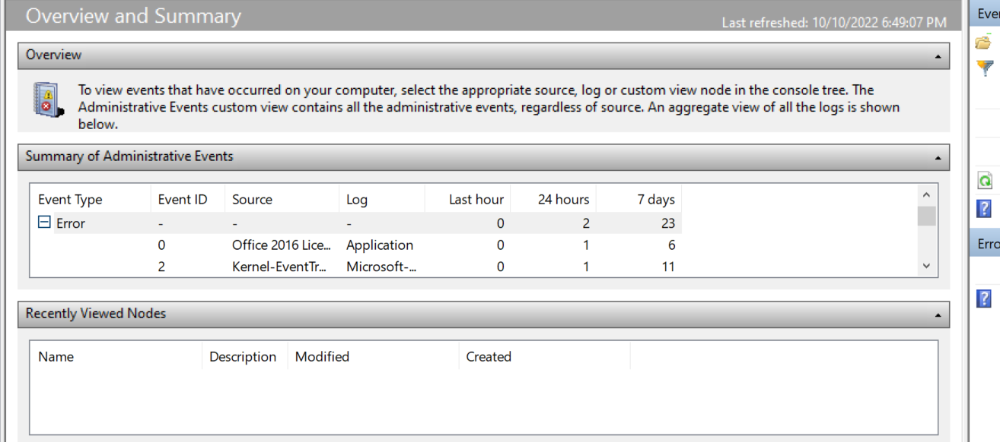 Overview and Summary
Last refreshed: 10/10/2022 6:49:07 PM
Overview
To view events that have occurred on your computer, select the appropriate source, log or custom view node in the console tree. The
Administrative Events custom view contains all the administrative events, regardless of source. An aggregate view of all the logs is shown
below.
Summary of Administrative Events
Event Type Event ID Source Log Last hour 24 hours 7 days
Error - - - 0 2 23
0 Office 2016 Lice... Application 0 1 6
2 Kernel-EventTr... Microsoft-... 0 1 11
Recently Viewed Nodes
Name Description Modified Created
Even
Erro